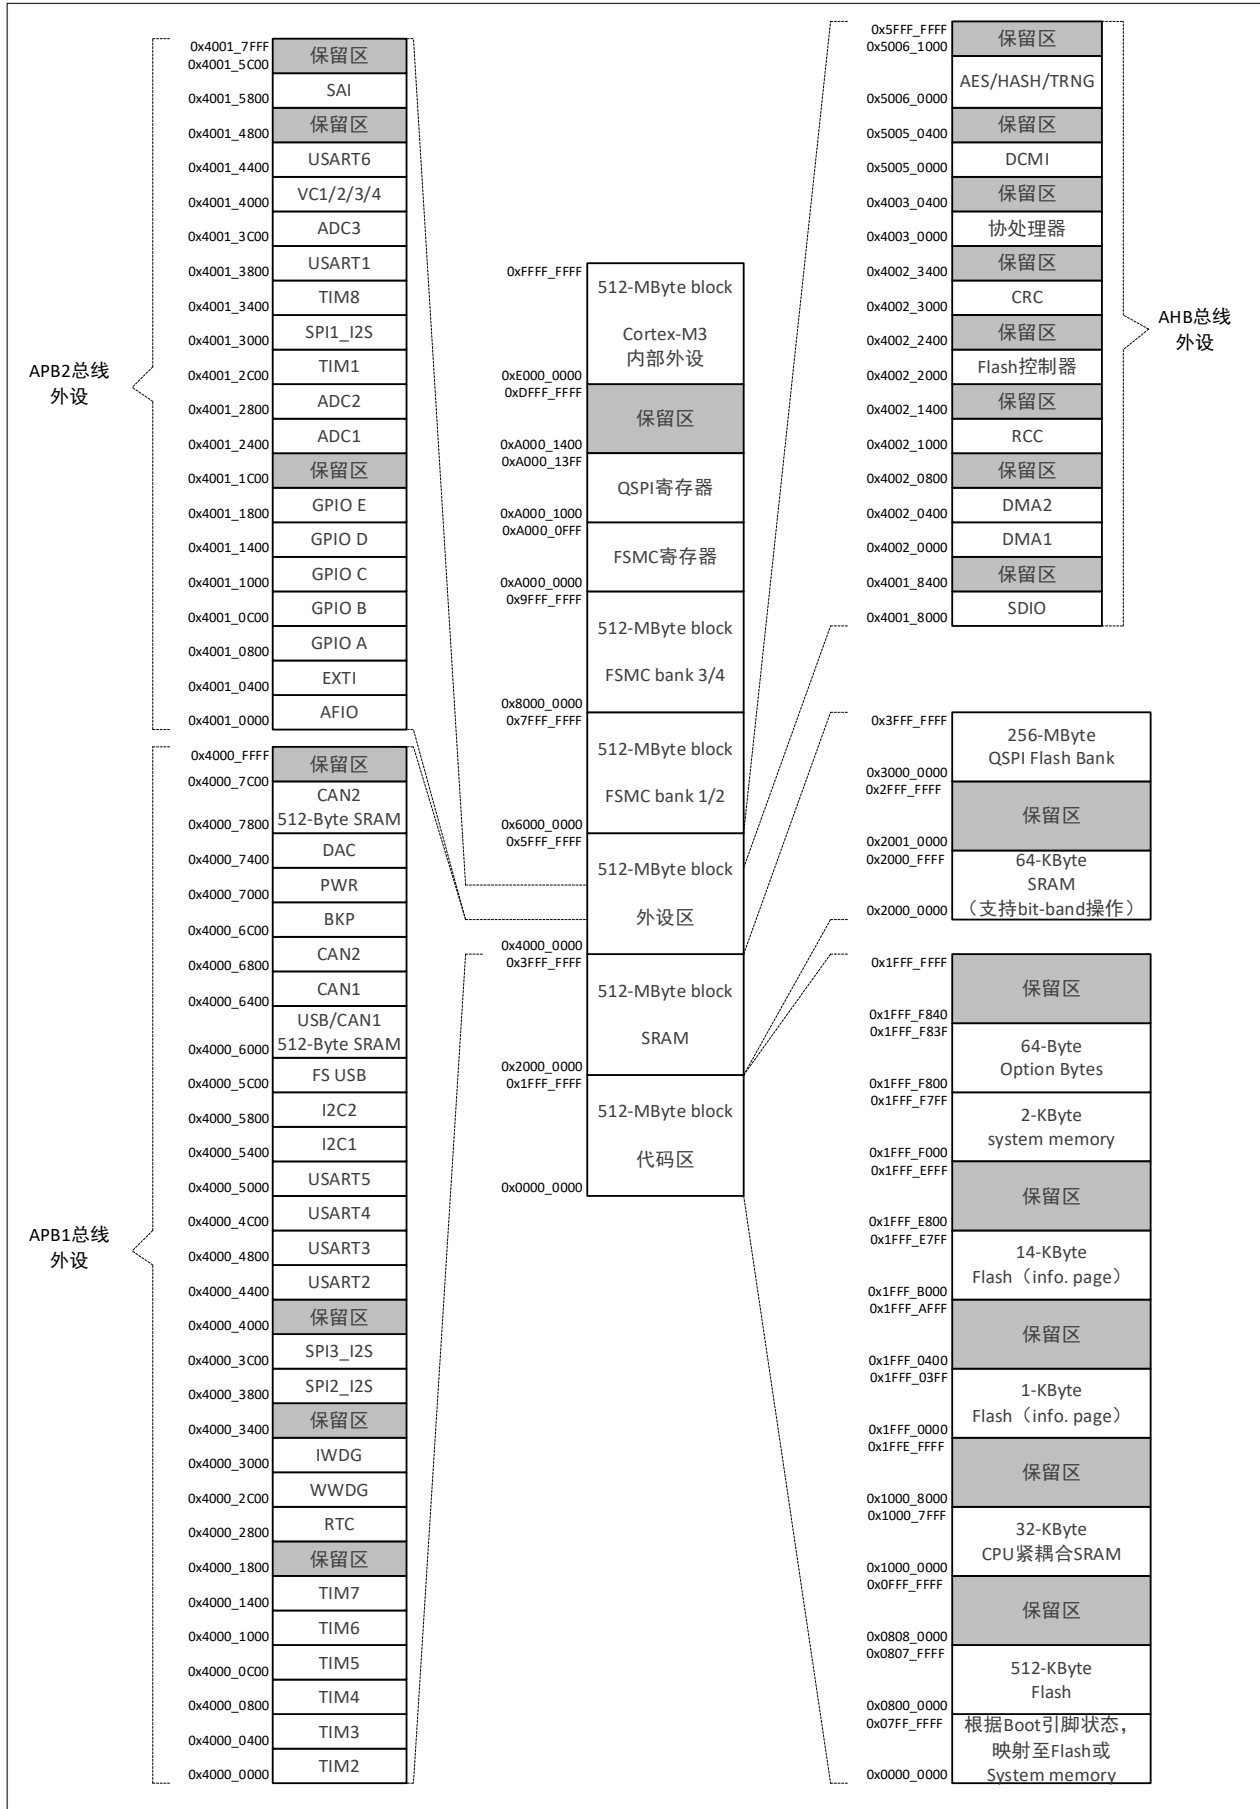 APB2总线
外设
0x4001_7FFF
保留区
0x4001_5C00
SAI
0x4001_5800
保留区
0x4001_4800
USART6
0x4001_4400
VC1/2/3/4
0x4001_4000
ADC3
0x4001_3C00
USART1
0x4001_3800
TIM8
0x4001_3400
SPI1_I2S
0x4001_3000
TIM1
0x4001_2C00
ADC2
0x4001_2800
ADC1
0x4001_2400
保留区
0x4001_1C00
GPIO E
0x4001_1800
GPIO D
0x4001_1400
GPIO C
0x4001_1000
GPIO B
0x4001_0C00
GPIO A
0x4001_0800
EXTI
0x4001_0400
AFIO
0x4001_0000
APB1总线
外设
0x4000_FFFF
保留区
0x4000_7C00
CAN2
512-Byte SRAM
0x4000_7800
DAC
0x4000_7400
PWR
0x4000_7000
BKP
0x4000_6C00
CAN2
0x4000_6800
CAN1
0x4000_6400
USB/CAN1
512-Byte SRAM
0x4000_6000
FS USB
0x4000_5C00
I2C2
0x4000_5800
I2C1
0x4000_5400
USART5
0x4000_5000
USART4
0x4000_4C00
USART3
0x4000_4800
USART2
0x4000_4400
保留区
0x4000_4000
SPI3_I2S
0x4000_3C00
SPI2_I2S
0x4000_3800
保留区
0x4000_3400
IWDG
0x4000_3000
WWDG
0x4000_2C00
RTC
0x4000_2800
保留区
0x4000_1800
TIM7
0x4000_1400
TIM6
0x4000_1000
TIM5
0x4000_0C00
TIM4
0x4000_0800
TIM3
0x4000_0400
TIM2
0x4000_0000
0xFFFF_FFFF
512-MByte block
Cortex-M3
内部外设
0xE000_0000
0xDFFF_FFFF
保留区
0xA000_1400
0xA000_13FF
QSPI寄存器
0xA000_1000
0xA000_0FFF
FSMC寄存器
0xA000_0000
0x9FFF_FFFF
512-MByte block
FSMC bank 3/4
0x8000_0000
0x7FFF_FFFF
512-MByte block
FSMC bank 1/2
0x6000_0000
0x5FFF_FFFF
512-MByte block
外设区
0x4000_0000
0x3FFF_FFFF
512-MByte block
SRAM
0x2000_0000
0x1FFF_FFFF
512-MByte block
代码区
0x0000_0000
AHB总线
外设
0x5FFF_FFFF
保留区
0x5006_1000
AES/HASH/TRNG
0x5006_0000
保留区
0x5005_0400
DCMI
0x5005_0000
保留区
0x4003_0400
协处理器
0x4003_0000
保留区
0x4002_3400
CRC
0x4002_3000
保留区
0x4002_2400
Flash控制器
0x4002_2000
保留区
0x4002_1400
RCC
0x4002_1000
保留区
0x4002_0800
DMA2
0x4002_0400
DMA1
0x4002_0000
保留区
0x4001_8400
SDIO
0x4001_8000
0x3FFF_FFFF
256-MByte
QSPI Flash Bank
0x3000_0000
0x2FFF_FFFF
保留区
0x2001_0000
0x2000_FFFF
64-KByte
SRAM
（支持bit-band操作）
0x2000_0000
0x1FFF_FFFF
保留区
0x1FFF_F840
0x1FFF_F83F
64-Byte
Option Bytes
0x1FFF_F800
0x1FFF_F7FF
2-KByte
system memory
0x1FFF_F000
0x1FFF_EFFF
保留区
0x1FFF_E800
0x1FFF_E7FF
14-KByte
Flash（info. page）
0x1FFF_B000
0x1FFF_AFFF
保留区
0x1FFF_0400
0x1FFF_03FF
1-KByte
Flash（info. page）
0x1FFF_0000
0x1FFE_FFFF
保留区
0x1000_8000
0x1000_7FFF
32-KByte
CPU紧耦合SRAM
0x1000_0000
0x0FFF_FFFF
保留区
0x0808_0000
0x0807_FFFF
512-KByte
Flash
0x0800_0000
0x07FF_FFFF
根据Boot引脚状态，
映射至Flash或
System memory
0x0000_0000